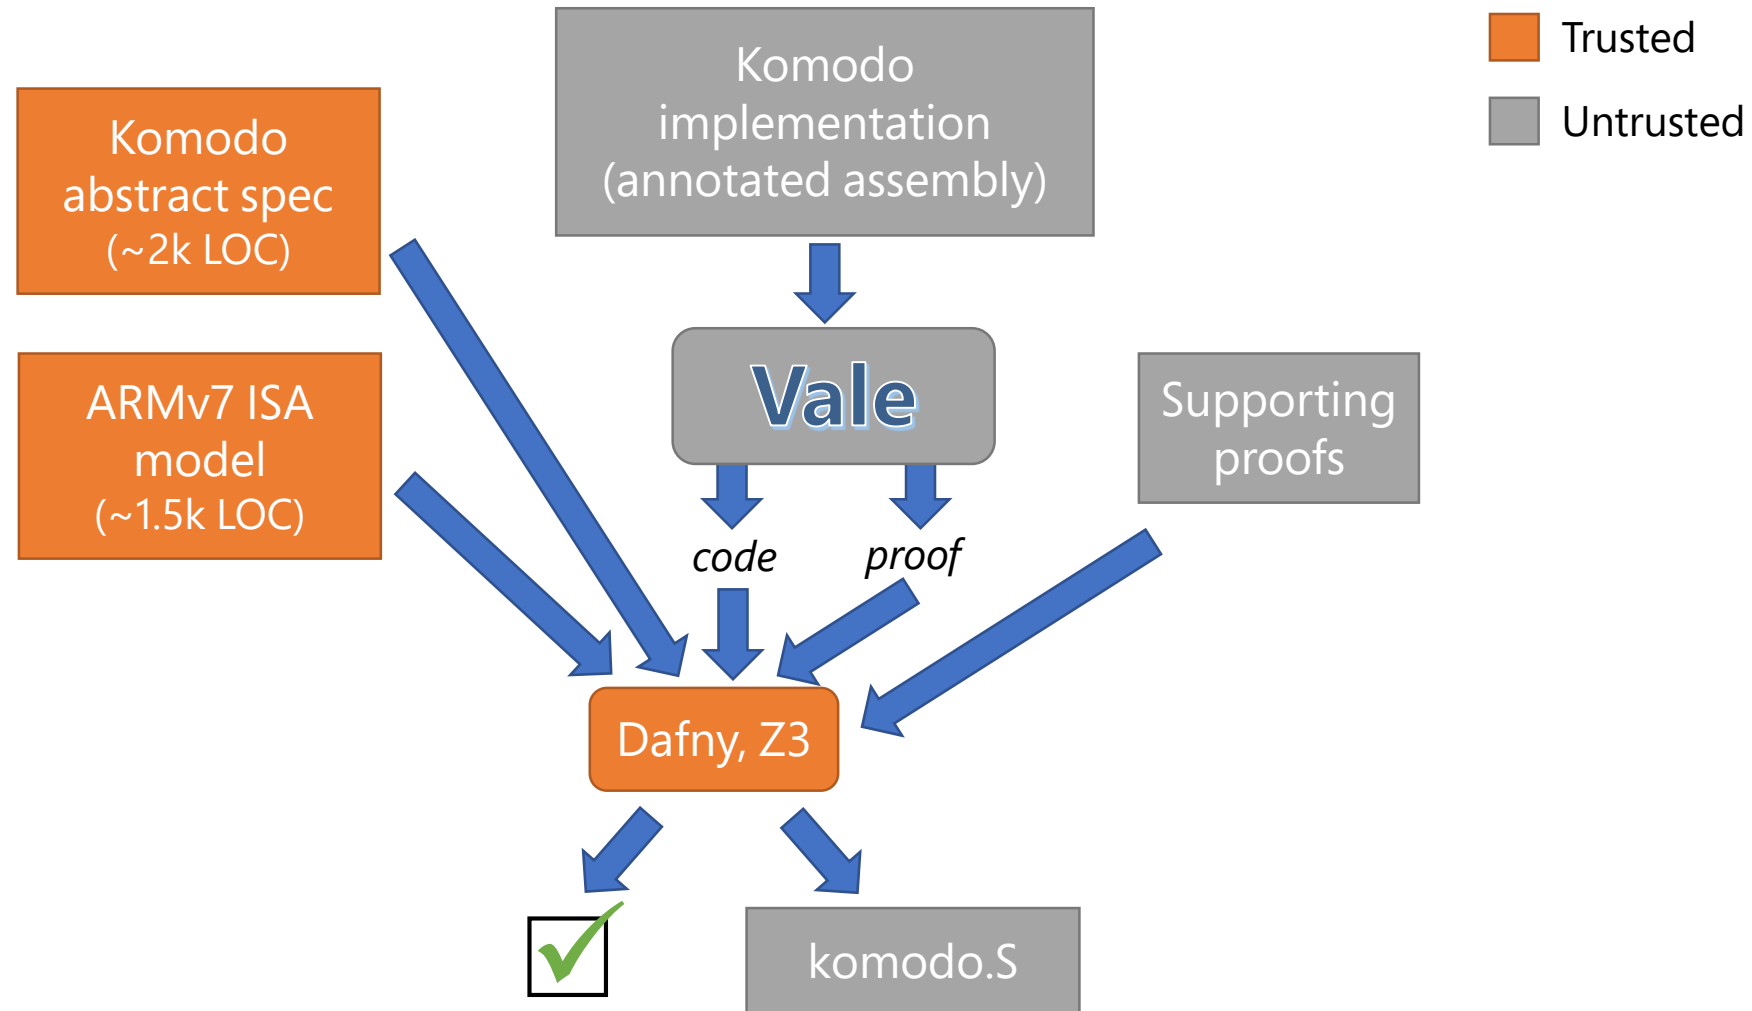 Komodo
abstract spec
(~2k LOC)
ARMv7 ISA
model
(~1.5k LOC)
Komodo
implementation
(annotated assembly)
Vale
code
proof
Supporting
proofs
Dafny, Z3
komodo.S
Trusted
Untrusted